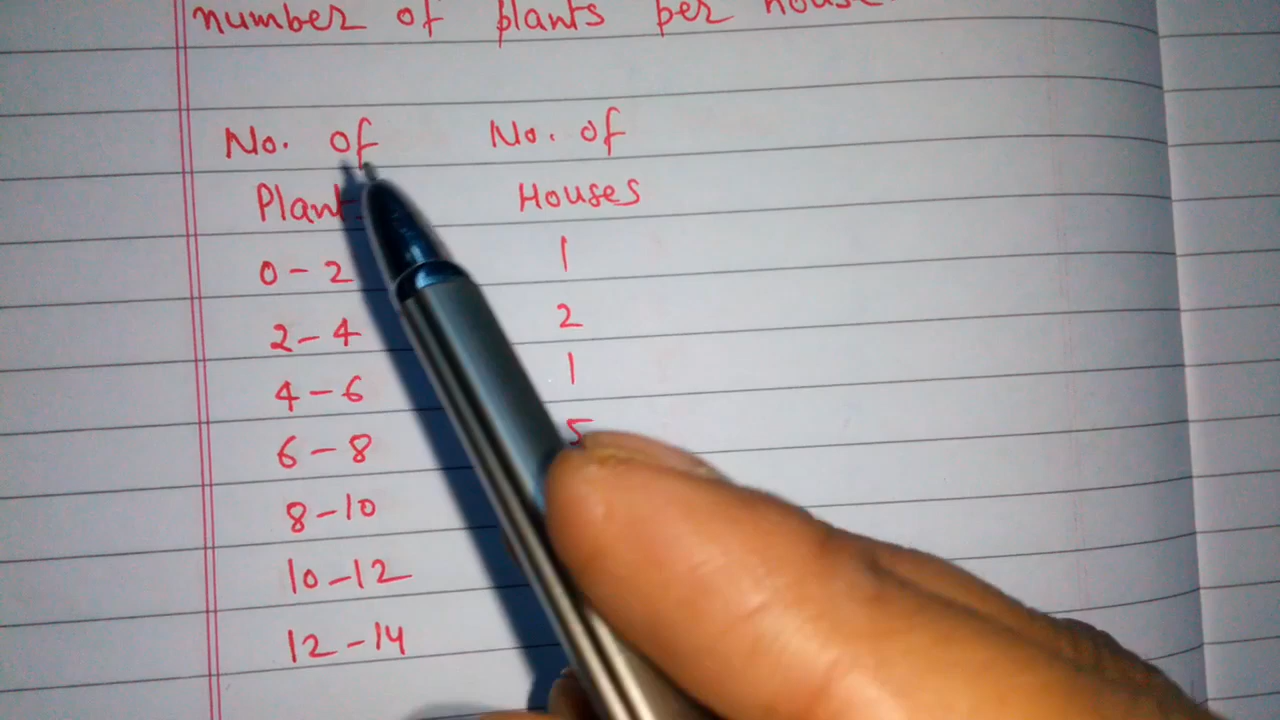 number of plants per house.
No. of No. of
Plant Houses
0-2 1
2-4 2
4-6 1
6-8 5
8-10
10-12
12-14